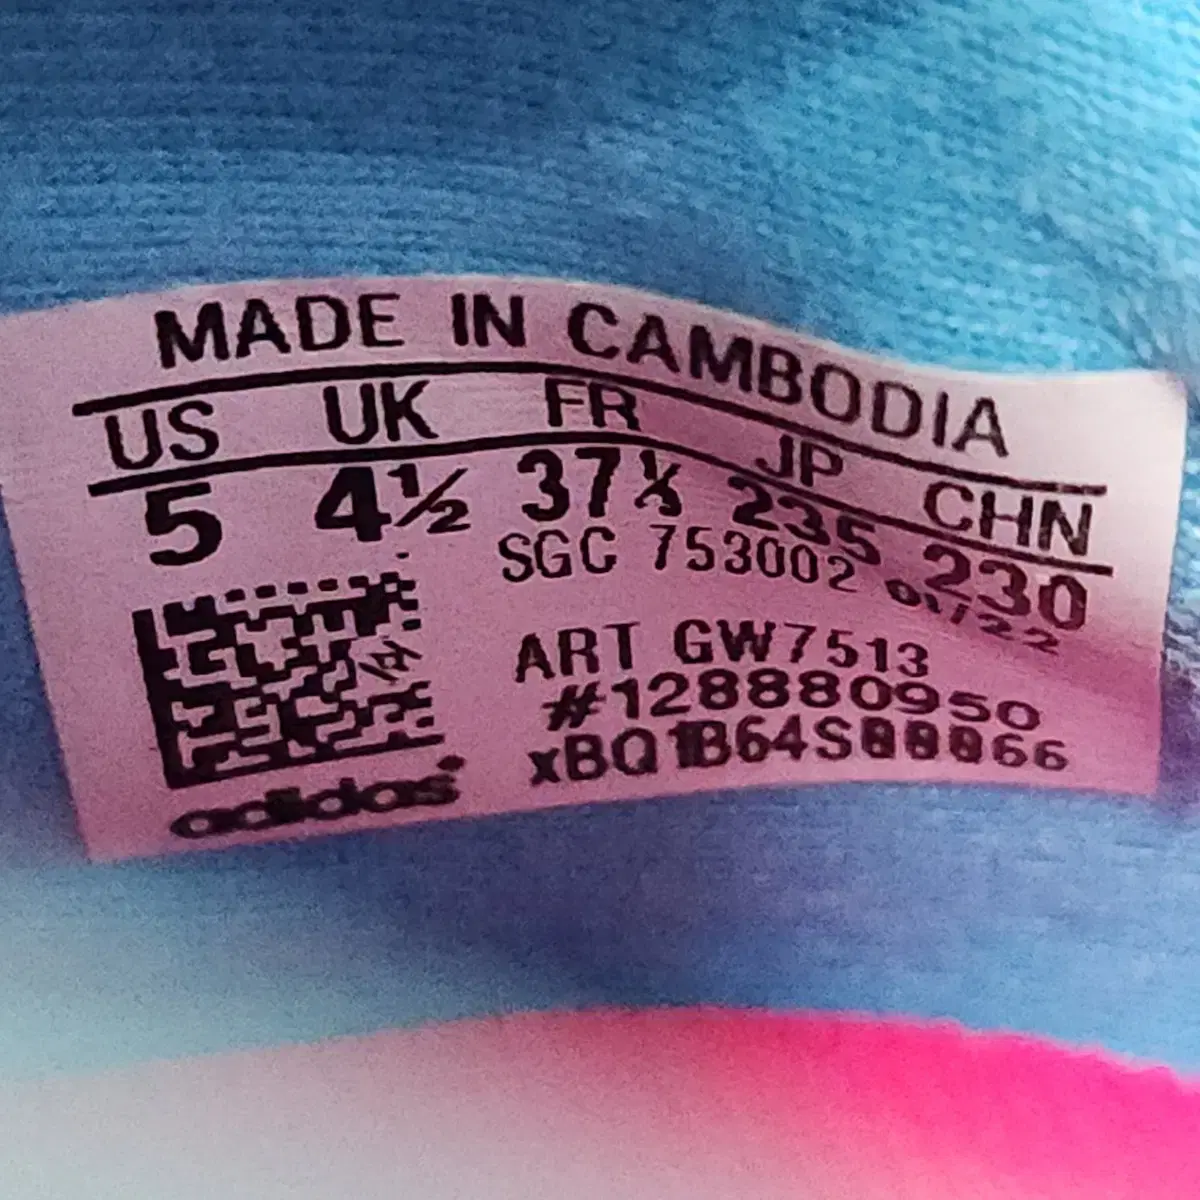 MADE IN CAMBODIA
US UK FR JP CHN
5 4½ 37⅓ 235 230
SGC 753002 01/22
ART GW7513
#1288880950
adidas